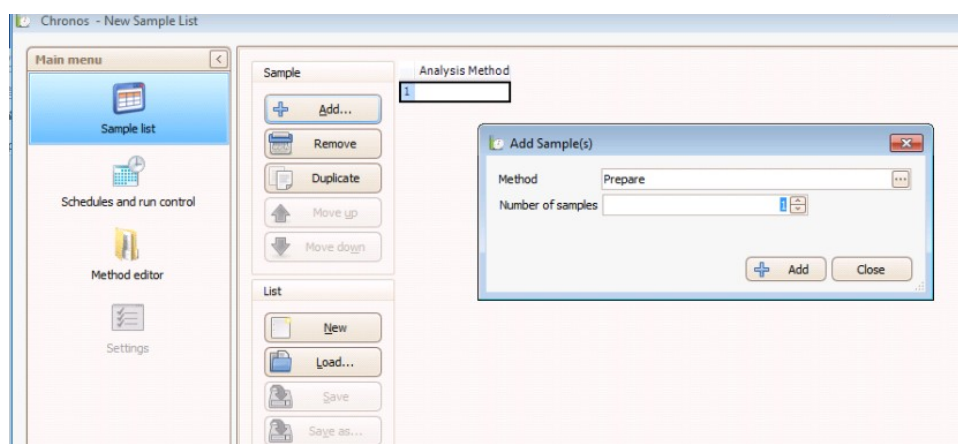 Chronos - New Sample List
Main menu
Sample list
Schedules and run control
Method editor
Settings
Sample
Add...
Remove
Duplicate
Move up
Move down
List
New
Load...
Save
Save as...
Analysis Method
1
Add Sample(s)
Method Prepare
Number of samples 1
Add Close